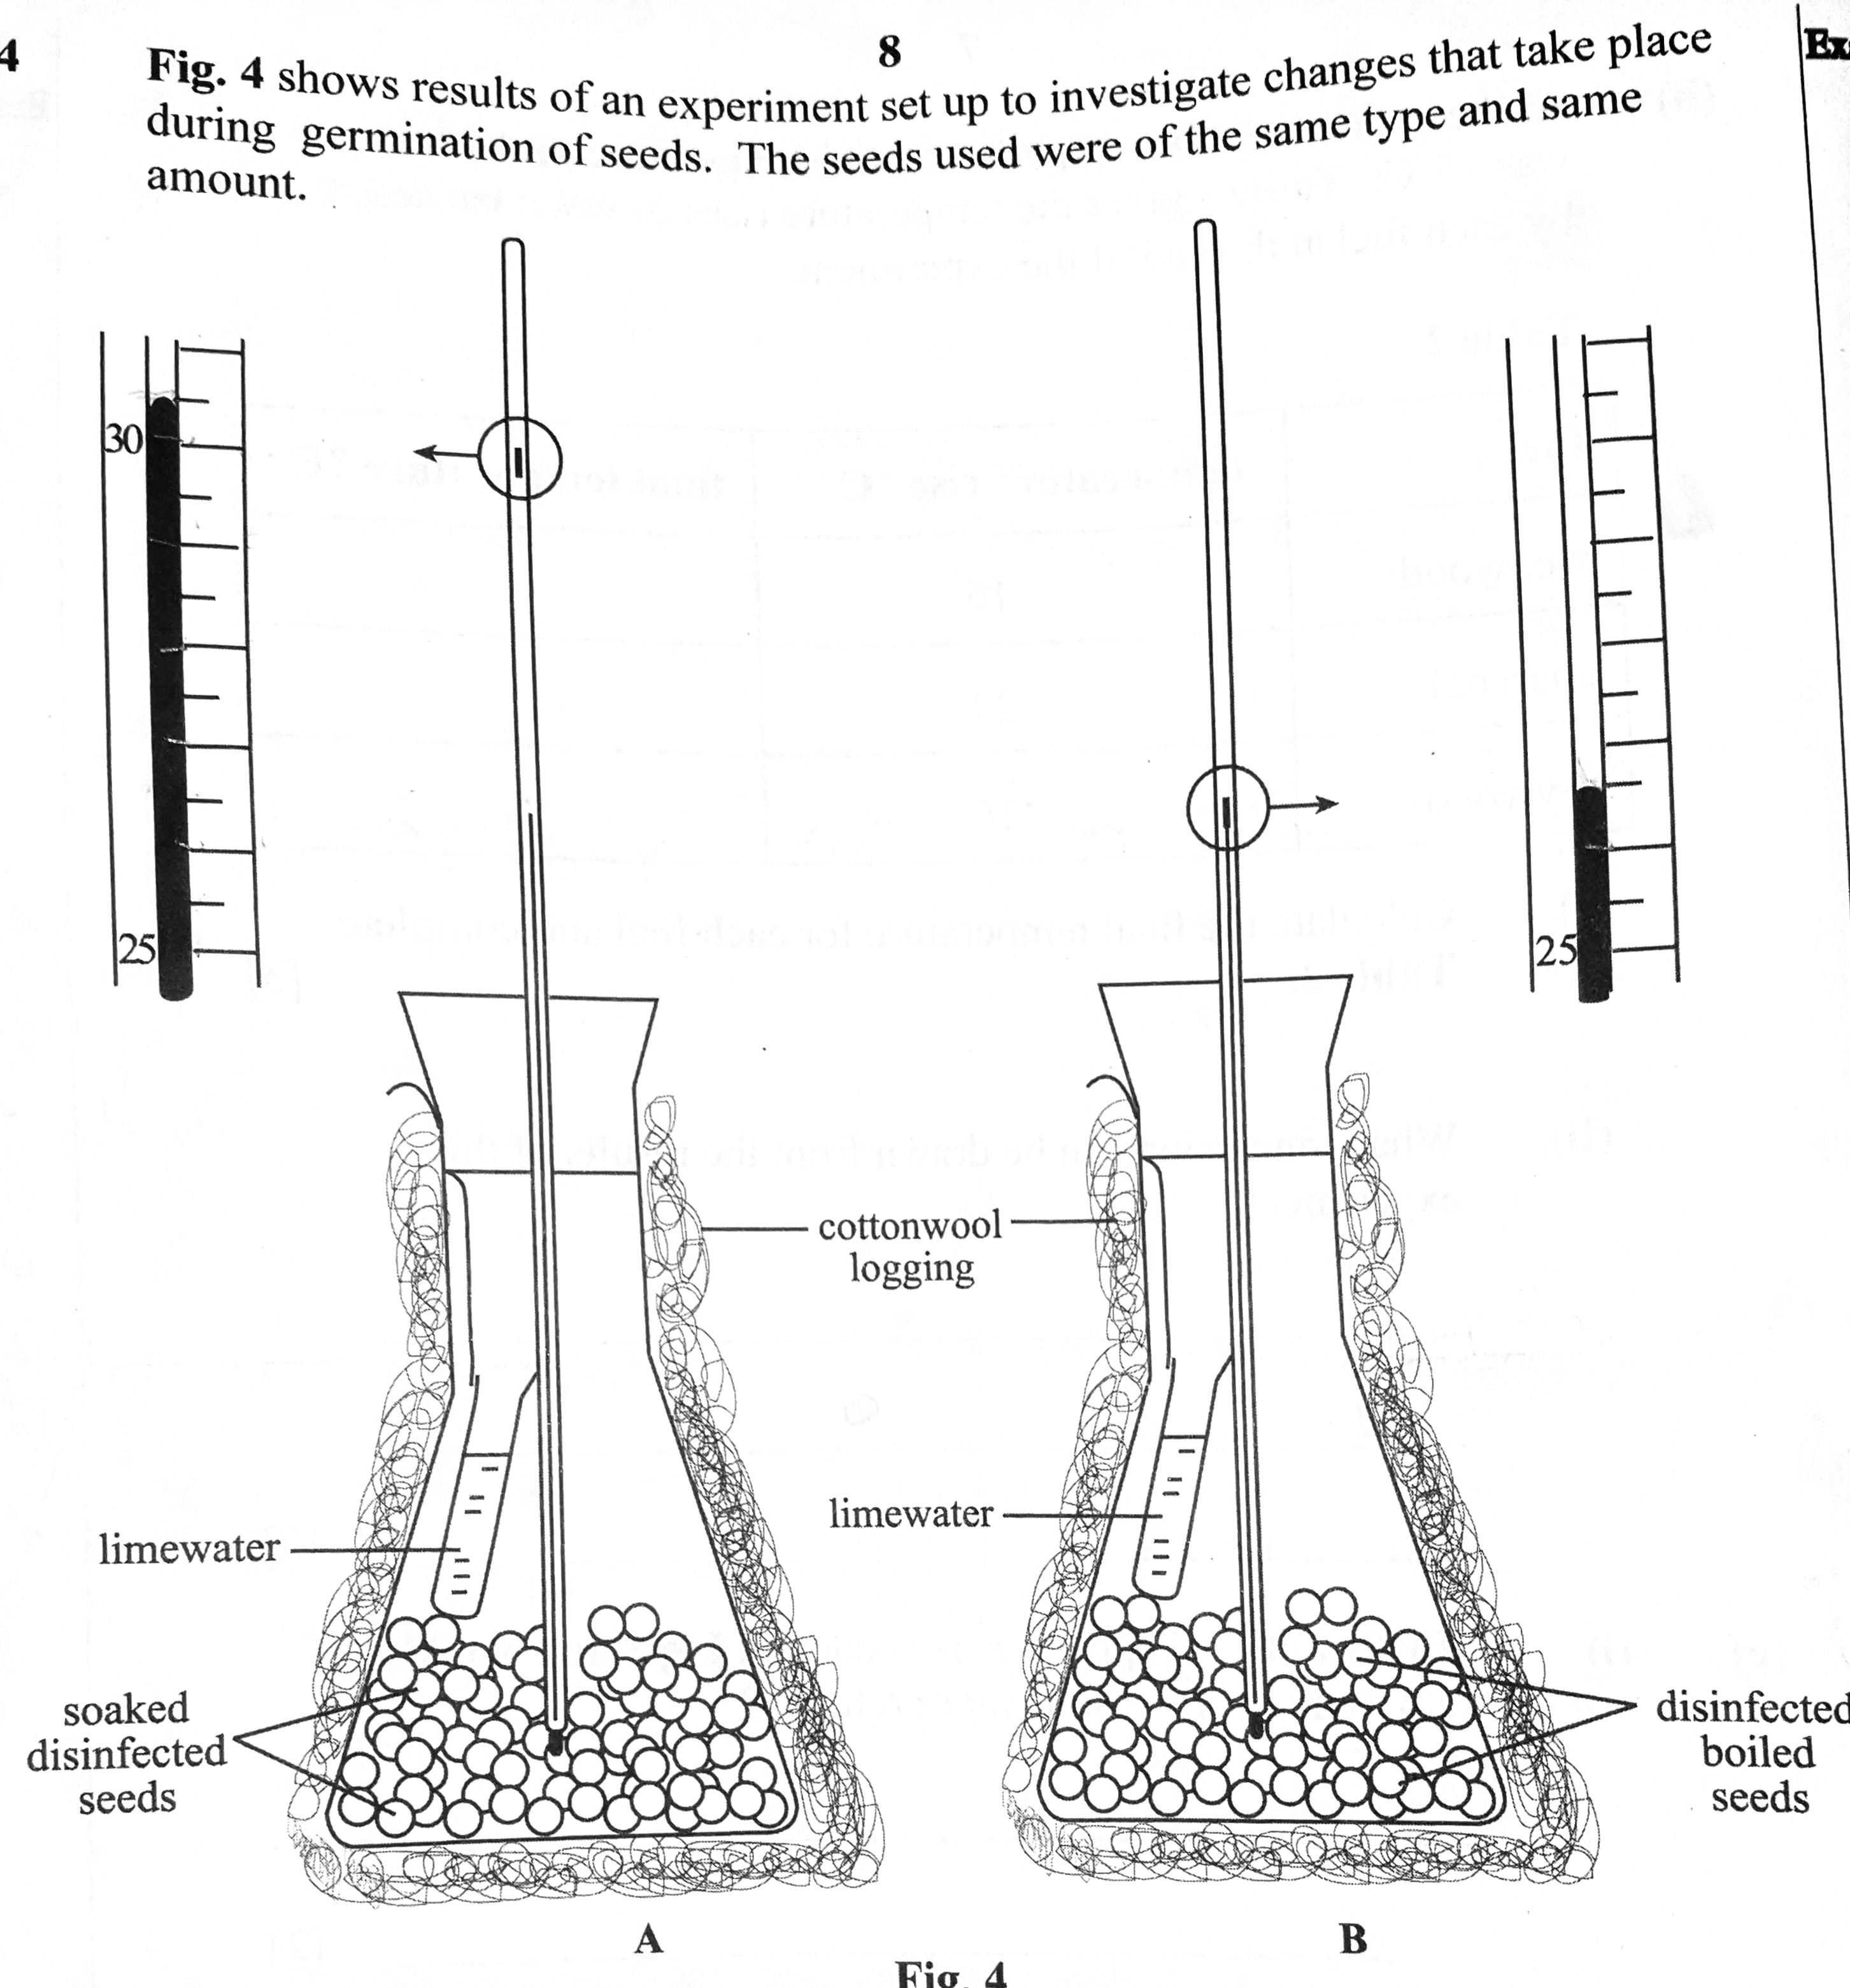 4
8
Ex
Fig. 4 shows results of an experiment set up to investigate changes that take place
during germination of seeds. The seeds used were of the same type and same
amount.
30
25
25
cottonwool
logging
limewater
limewater
soaked
disinfected
seeds
disinfected
boiled
seeds
A
B
Fig. 4